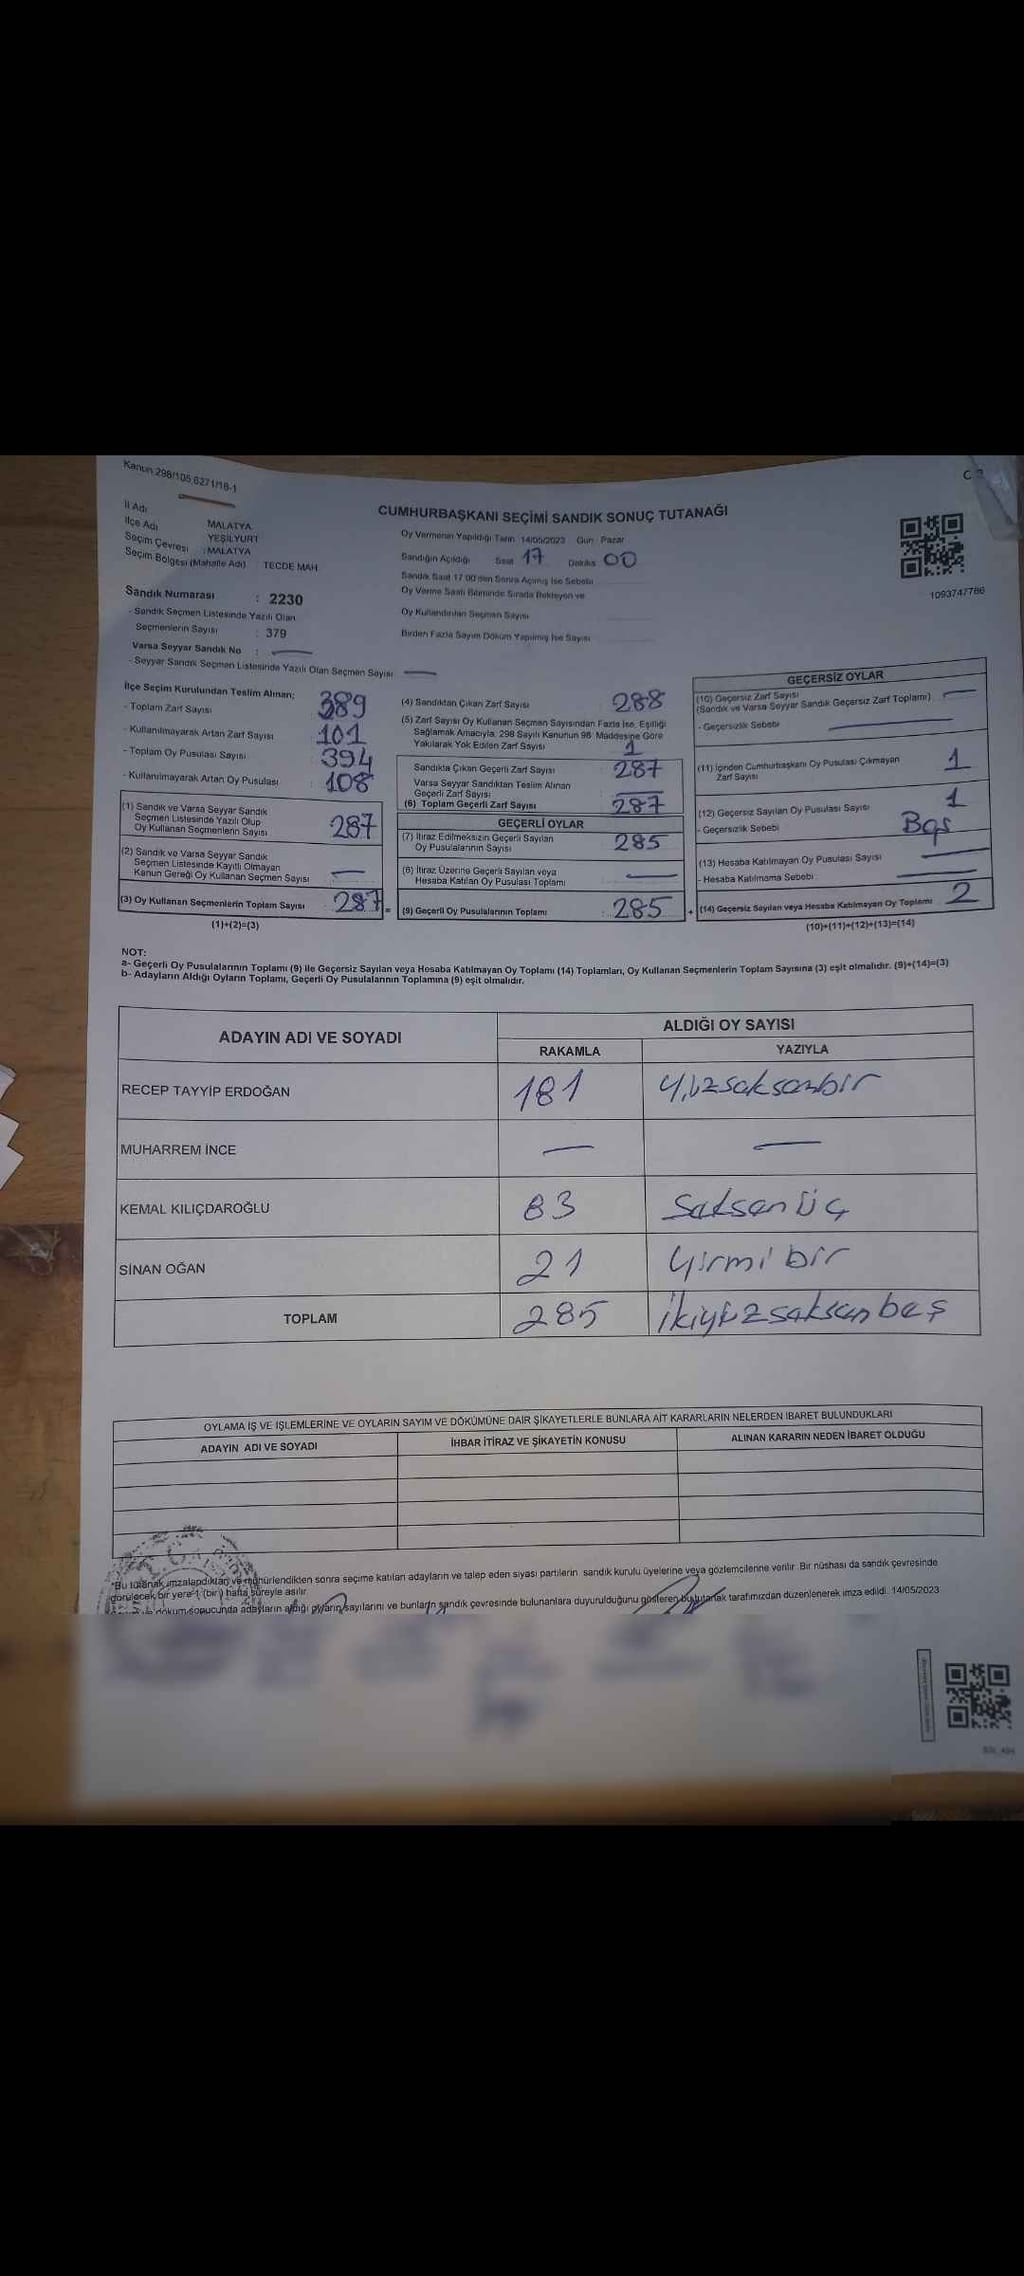 Kanun 298/105,6271/18-1
CUMHURBAŞKANI SEÇİMİ SANDIK SONUÇ TUTANAĞI
İl Adı MALATYA
İlçe Adı YEŞİLYURT
Seçim Çevresi : MALATYA
Seçim Bölgesi (Mahalle Adı) TECDE MAH
Oy Vermenin Yapıldığı Tarih 14/05/2023 Gün Pazar
Sandığın Açıldığı Saat 17 Dakika 00
Sandık Saat 17.00'den Sonra Açılmış İse Sebebi
Oy Verme Saati Bitiminde Sırada Bekleyen ve
Oy Kullandırılan Seçmen Sayısı
Birden Fazla Sayım Döküm Yapılmış İse Sayısı
1093747786
Sandık Numarası : 2230
- Sandık Seçmen Listesinde Yazılı Olan
Seçmenlerin Sayısı : 379
Varsa Seyyar Sandık No : —
- Seyyar Sandık Seçmen Listesinde Yazılı Olan Seçmen Sayısı —
İlçe Seçim Kurulundan Teslim Alınan;
- Toplam Zarf Sayısı 389
- Kullanılmayarak Artan Zarf Sayısı 101
- Toplam Oy Pusulası Sayısı 394
- Kullanılmayarak Artan Oy Pusulası 108
(1) Sandık ve Varsa Seyyar Sandık
Seçmen Listesinde Yazılı Olup
Oy Kullanan Seçmenlerin Sayısı 287
(2) Sandık ve Varsa Seyyar Sandık
Seçmen Listesinde Kayıtlı Olmayan
Kanun Gereği Oy Kullanan Seçmen Sayısı —
(3) Oy Kullanan Seçmenlerin Toplam Sayısı 287 =
(1)+(2)=(3)
(4) Sandıktan Çıkan Zarf Sayısı 288
(5) Zarf Sayısı Oy Kullanan Seçmen Sayısından Fazla İse, Eşitliği
Sağlamak Amacıyla, 298 Sayılı Kanunun 98. Maddesine Göre
Yakılarak Yok Edilen Zarf Sayısı 1
Sandıkta Çıkan Geçerli Zarf Sayısı : 287
Varsa Seyyar Sandıktan Teslim Alınan
Geçerli Zarf Sayısı : —
(6) Toplam Geçerli Zarf Sayısı : 287
GEÇERLİ OYLAR
(7) İtiraz Edilmeksizin Geçerli Sayılan
Oy Pusulalarının Sayısı : 285
(8) İtiraz Üzerine Geçerli Sayılan veya
Hesaba Katılan Oy Pusulası Toplamı : —
(9) Geçerli Oy Pusulalarının Toplamı : 285 +
GEÇERSİZ OYLAR
(10) Geçersiz Zarf Sayısı
(Sandık ve Varsa Seyyar Sandık Geçersiz Zarf Toplamı) —
- Geçersizlik Sebebi —
(11) İçinden Cumhurbaşkanı Oy Pusulası Çıkmayan
Zarf Sayısı 1
(12) Geçersiz Sayılan Oy Pusulası Sayısı 1
- Geçersizlik Sebebi Boş
(13) Hesaba Katılmayan Oy Pusulası Sayısı —
- Hesaba Katılmama Sebebi —
(14) Geçersiz Sayılan veya Hesaba Katılmayan Oy Toplamı 2
(10)+(11)+(12)+(13)=(14)
NOT:
a- Geçerli Oy Pusulalarının Toplamı (9) ile Geçersiz Sayılan veya Hesaba Katılmayan Oy Toplamı (14) Toplamları, Oy Kullanan Seçmenlerin Toplam Sayısına (3) eşit olmalıdır. (9)+(14)=(3)
b- Adayların Aldığı Oyların Toplamı, Geçerli Oy Pusulalarının Toplamına (9) eşit olmalıdır.
ADAYIN ADI VE SOYADI ALDIĞI OY SAYISI
RAKAMLA YAZIYLA
RECEP TAYYİP ERDOĞAN 181 Yüzseksenbir
MUHARREM İNCE — —
KEMAL KILIÇDAROĞLU 83 Seksen üç
SİNAN OĞAN 21 Yirmi bir
TOPLAM 285 İkiyüzseksenbeş
OYLAMA İŞ VE İŞLEMLERİNE VE OYLARIN SAYIM VE DÖKÜMÜNE DAİR ŞİKAYETLERLE BUNLARA AİT KARARLARIN NELERDEN İBARET BULUNDUKLARI
ADAYIN ADI VE SOYADI İHBAR İTİRAZ VE ŞİKAYETİN KONUSU ALINAN KARARIN NEDEN İBARET OLDUĞU
*Bu tutanak imzalandıktan ve mühürlendikten sonra seçime katılan adayların ve talep eden siyasi partilerin sandık kurulu üyelerine veya gözlemcilerine verilir. Bir nüshası da sandık çevresinde
görülecek bir yere 1 (bir) hafta süreyle asılır.
döküm sonucunda adayların aldığı oyların sayılarını ve bunların sandık çevresinde bulunanlara duyurulduğunu gösteren bu tutanak tarafımızdan düzenlenerek imza edildi. 14/05/2023